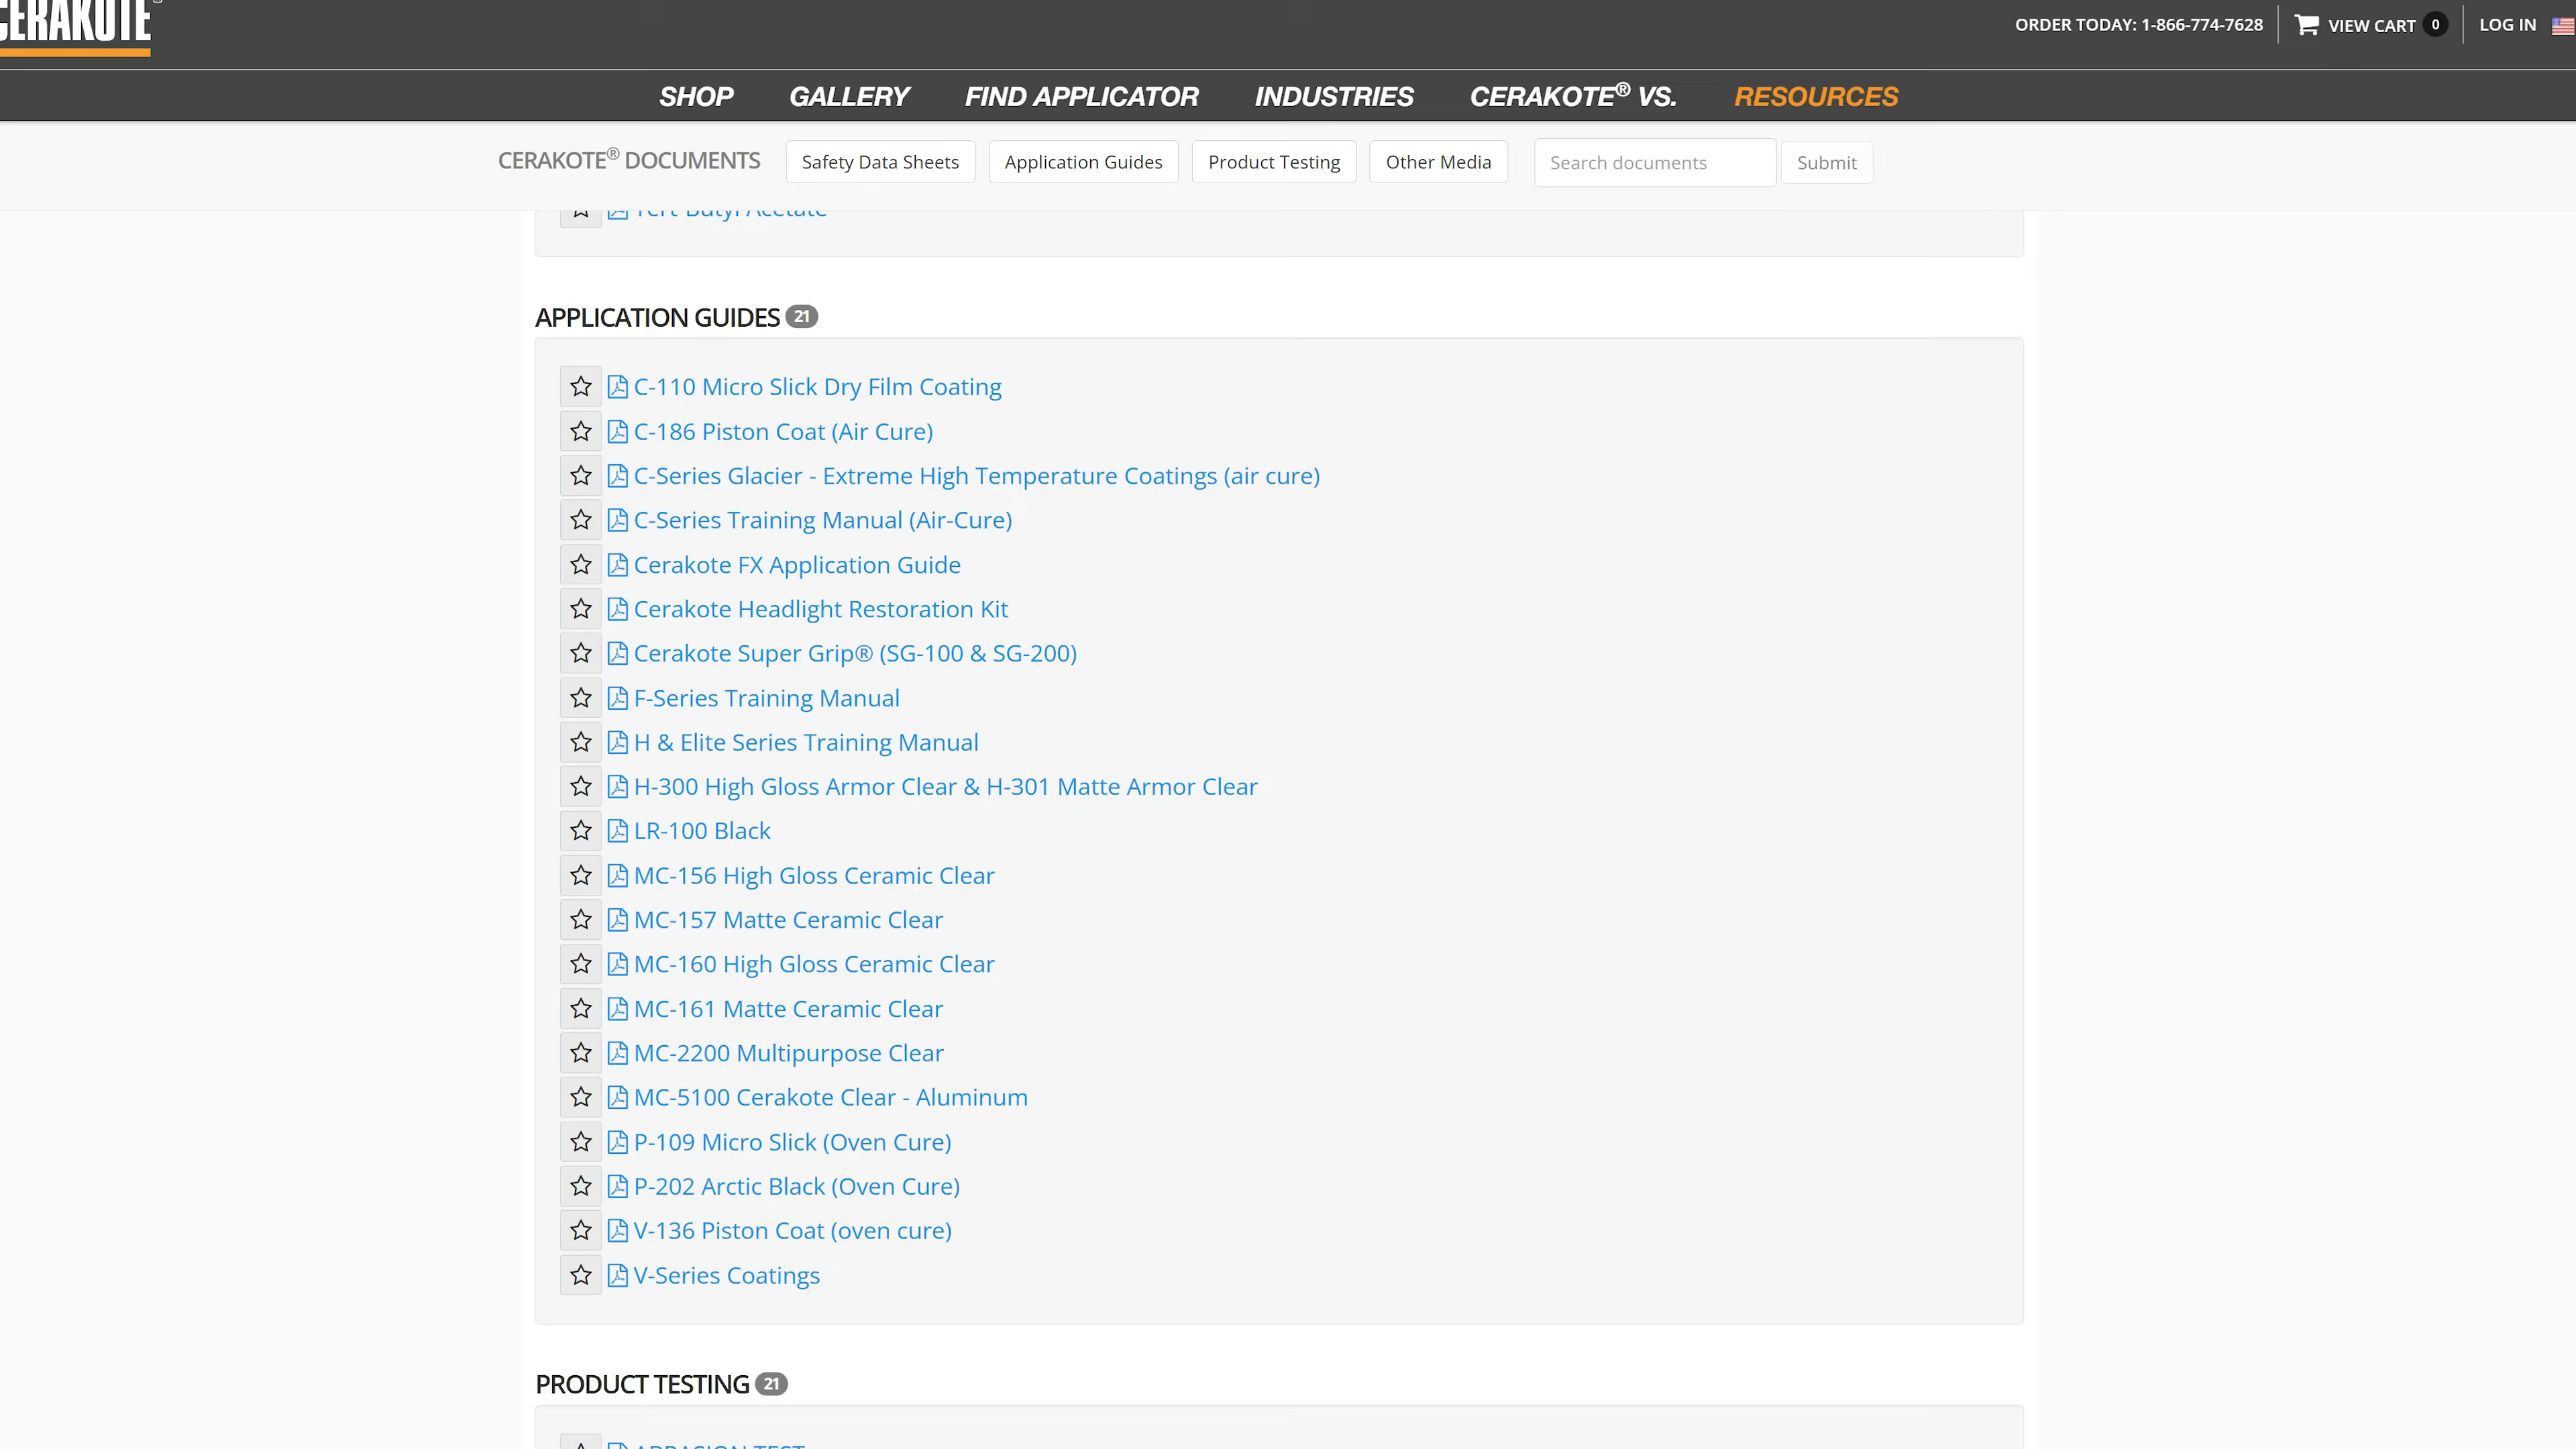 CERAKOTE
ORDER TODAY: 1-866-774-7628
VIEW CART 0
LOG IN
SHOP GALLERY FIND APPLICATOR INDUSTRIES CERAKOTE® VS. RESOURCES
CERAKOTE® DOCUMENTS Safety Data Sheets Application Guides Product Testing Other Media Search documents Submit
Tert-Butyl Acetate
APPLICATION GUIDES 21
C-110 Micro Slick Dry Film Coating
C-186 Piston Coat (Air Cure)
C-Series Glacier - Extreme High Temperature Coatings (air cure)
C-Series Training Manual (Air-Cure)
Cerakote FX Application Guide
Cerakote Headlight Restoration Kit
Cerakote Super Grip® (SG-100 & SG-200)
F-Series Training Manual
H & Elite Series Training Manual
H-300 High Gloss Armor Clear & H-301 Matte Armor Clear
LR-100 Black
MC-156 High Gloss Ceramic Clear
MC-157 Matte Ceramic Clear
MC-160 High Gloss Ceramic Clear
MC-161 Matte Ceramic Clear
MC-2200 Multipurpose Clear
MC-5100 Cerakote Clear - Aluminum
P-109 Micro Slick (Oven Cure)
P-202 Arctic Black (Oven Cure)
V-136 Piston Coat (oven cure)
V-Series Coatings
PRODUCT TESTING 21
ABRASION TEST